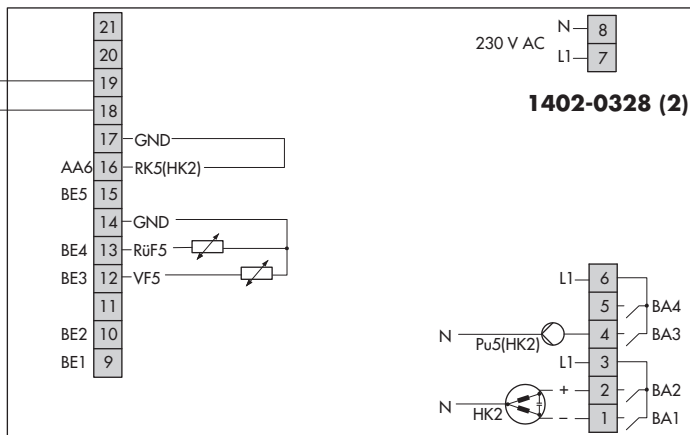 21
20
19
18
17 GND
AA6 16 RK5(HK2)
BE5 15
14 GND
BE4 13 RüF5
BE3 12 VF5
11
BE2 10
BE1 9
230 V AC
N 8
L1 7
1402-0328 (2)
L1 6
5 BA4
N Pu5(HK2) 4 BA3
L1 3
+ 2 BA2
N HK2 – 1 BA1